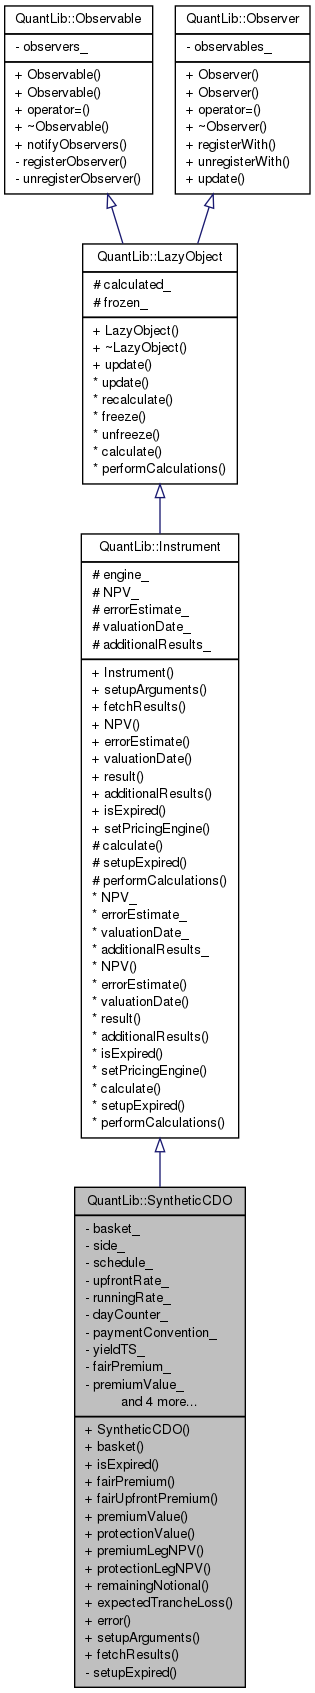 QuantLib::Observable
- observers_
+ Observable()
+ Observable()
+ operator=()
+ ~Observable()
+ notifyObservers()
- registerObserver()
- unregisterObserver()
QuantLib::Observer
- observables_
+ Observer()
+ Observer()
+ operator=()
+ ~Observer()
+ registerWith()
+ unregisterWith()
+ update()
QuantLib::LazyObject
# calculated_
# frozen_
+ LazyObject()
+ ~LazyObject()
+ update()
* update()
* recalculate()
* freeze()
* unfreeze()
* calculate()
* performCalculations()
QuantLib::Instrument
# engine_
# NPV_
# errorEstimate_
# valuationDate_
# additionalResults_
+ Instrument()
+ setupArguments()
+ fetchResults()
+ NPV()
+ errorEstimate()
+ valuationDate()
+ result()
+ additionalResults()
+ isExpired()
+ setPricingEngine()
# calculate()
# setupExpired()
# performCalculations()
* NPV_
* errorEstimate_
* valuationDate_
* additionalResults_
* NPV()
* errorEstimate()
* valuationDate()
* result()
* additionalResults()
* isExpired()
* setPricingEngine()
* calculate()
* setupExpired()
* performCalculations()
QuantLib::SyntheticCDO
- basket_
- side_
- schedule_
- upfrontRate_
- runningRate_
- dayCounter_
- paymentConvention_
- yieldTS_
- fairPremium_
- premiumValue_
and 4 more...
+ SyntheticCDO()
+ basket()
+ isExpired()
+ fairPremium()
+ fairUpfrontPremium()
+ premiumValue()
+ protectionValue()
+ premiumLegNPV()
+ protectionLegNPV()
+ remainingNotional()
+ expectedTrancheLoss()
+ error()
+ setupArguments()
+ fetchResults()
- setupExpired()